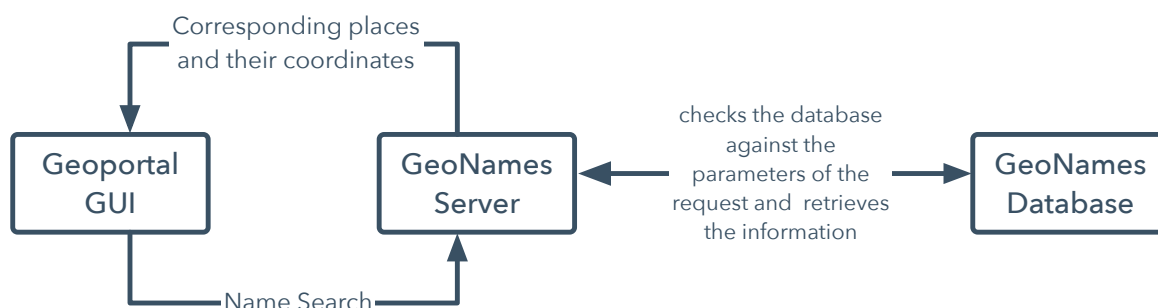 Corresponding places
and their coordinates
Geoportal
GUI
GeoNames
Server
checks the database
against the
parameters of the
request and  retrieves
the information
GeoNames
Database
Name Search